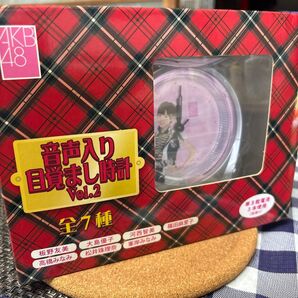 AKB
48
音声入り
目覚まし時計
Vol.2
全7種
板野友美 大島優子 河西智美 篠田麻里子
高橋みなみ 松井珠理奈 峯岸みなみ